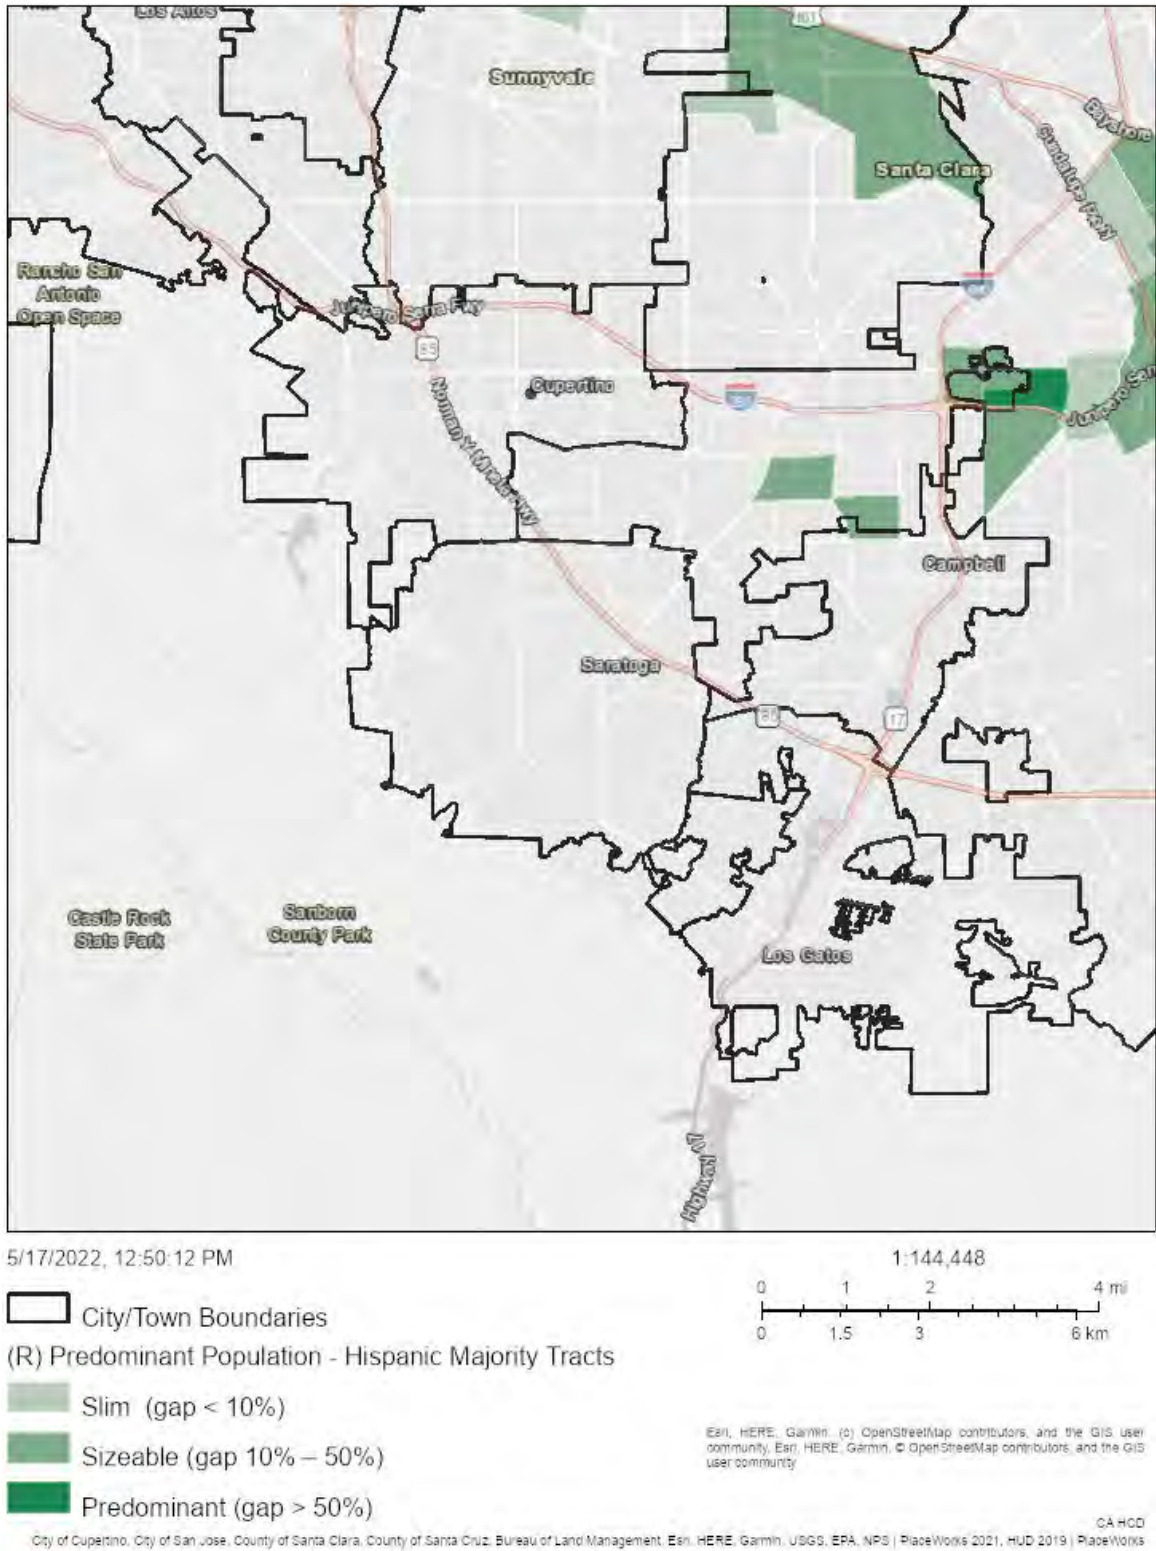 Los Altos
101
Sunnyvale
Bayshore
Guadalupe Pkwy
Santa Clara
Rancho San
Antonio
Open Space
Junipero Serra Fwy
85
Cupertino
Norman Y Mineta Hwy
Junipero Serr
Campbell
Saratoga
85
17
Castle Rock
State Park
Sanborn
County Park
Los Gatos
Highway 17
5/17/2022, 12:50:12 PM
1:144,448
0 1 2 4 mi
0 1.5 3 6 km
City/Town Boundaries
(R) Predominant Population - Hispanic Majority Tracts
Slim (gap < 10%)
Sizeable (gap 10% – 50%)
Predominant (gap > 50%)
Esri, HERE, Garmin, (c) OpenStreetMap contributors, and the GIS user
community, Esri, HERE, Garmin, © OpenStreetMap contributors, and the GIS
user community
CA HCD
City of Cupertino, City of San Jose, County of Santa Clara, County of Santa Cruz, Bureau of Land Management, Esri, HERE, Garmin, USGS, EPA, NPS | PlaceWorks 2021, HUD 2019 | PlaceWorks